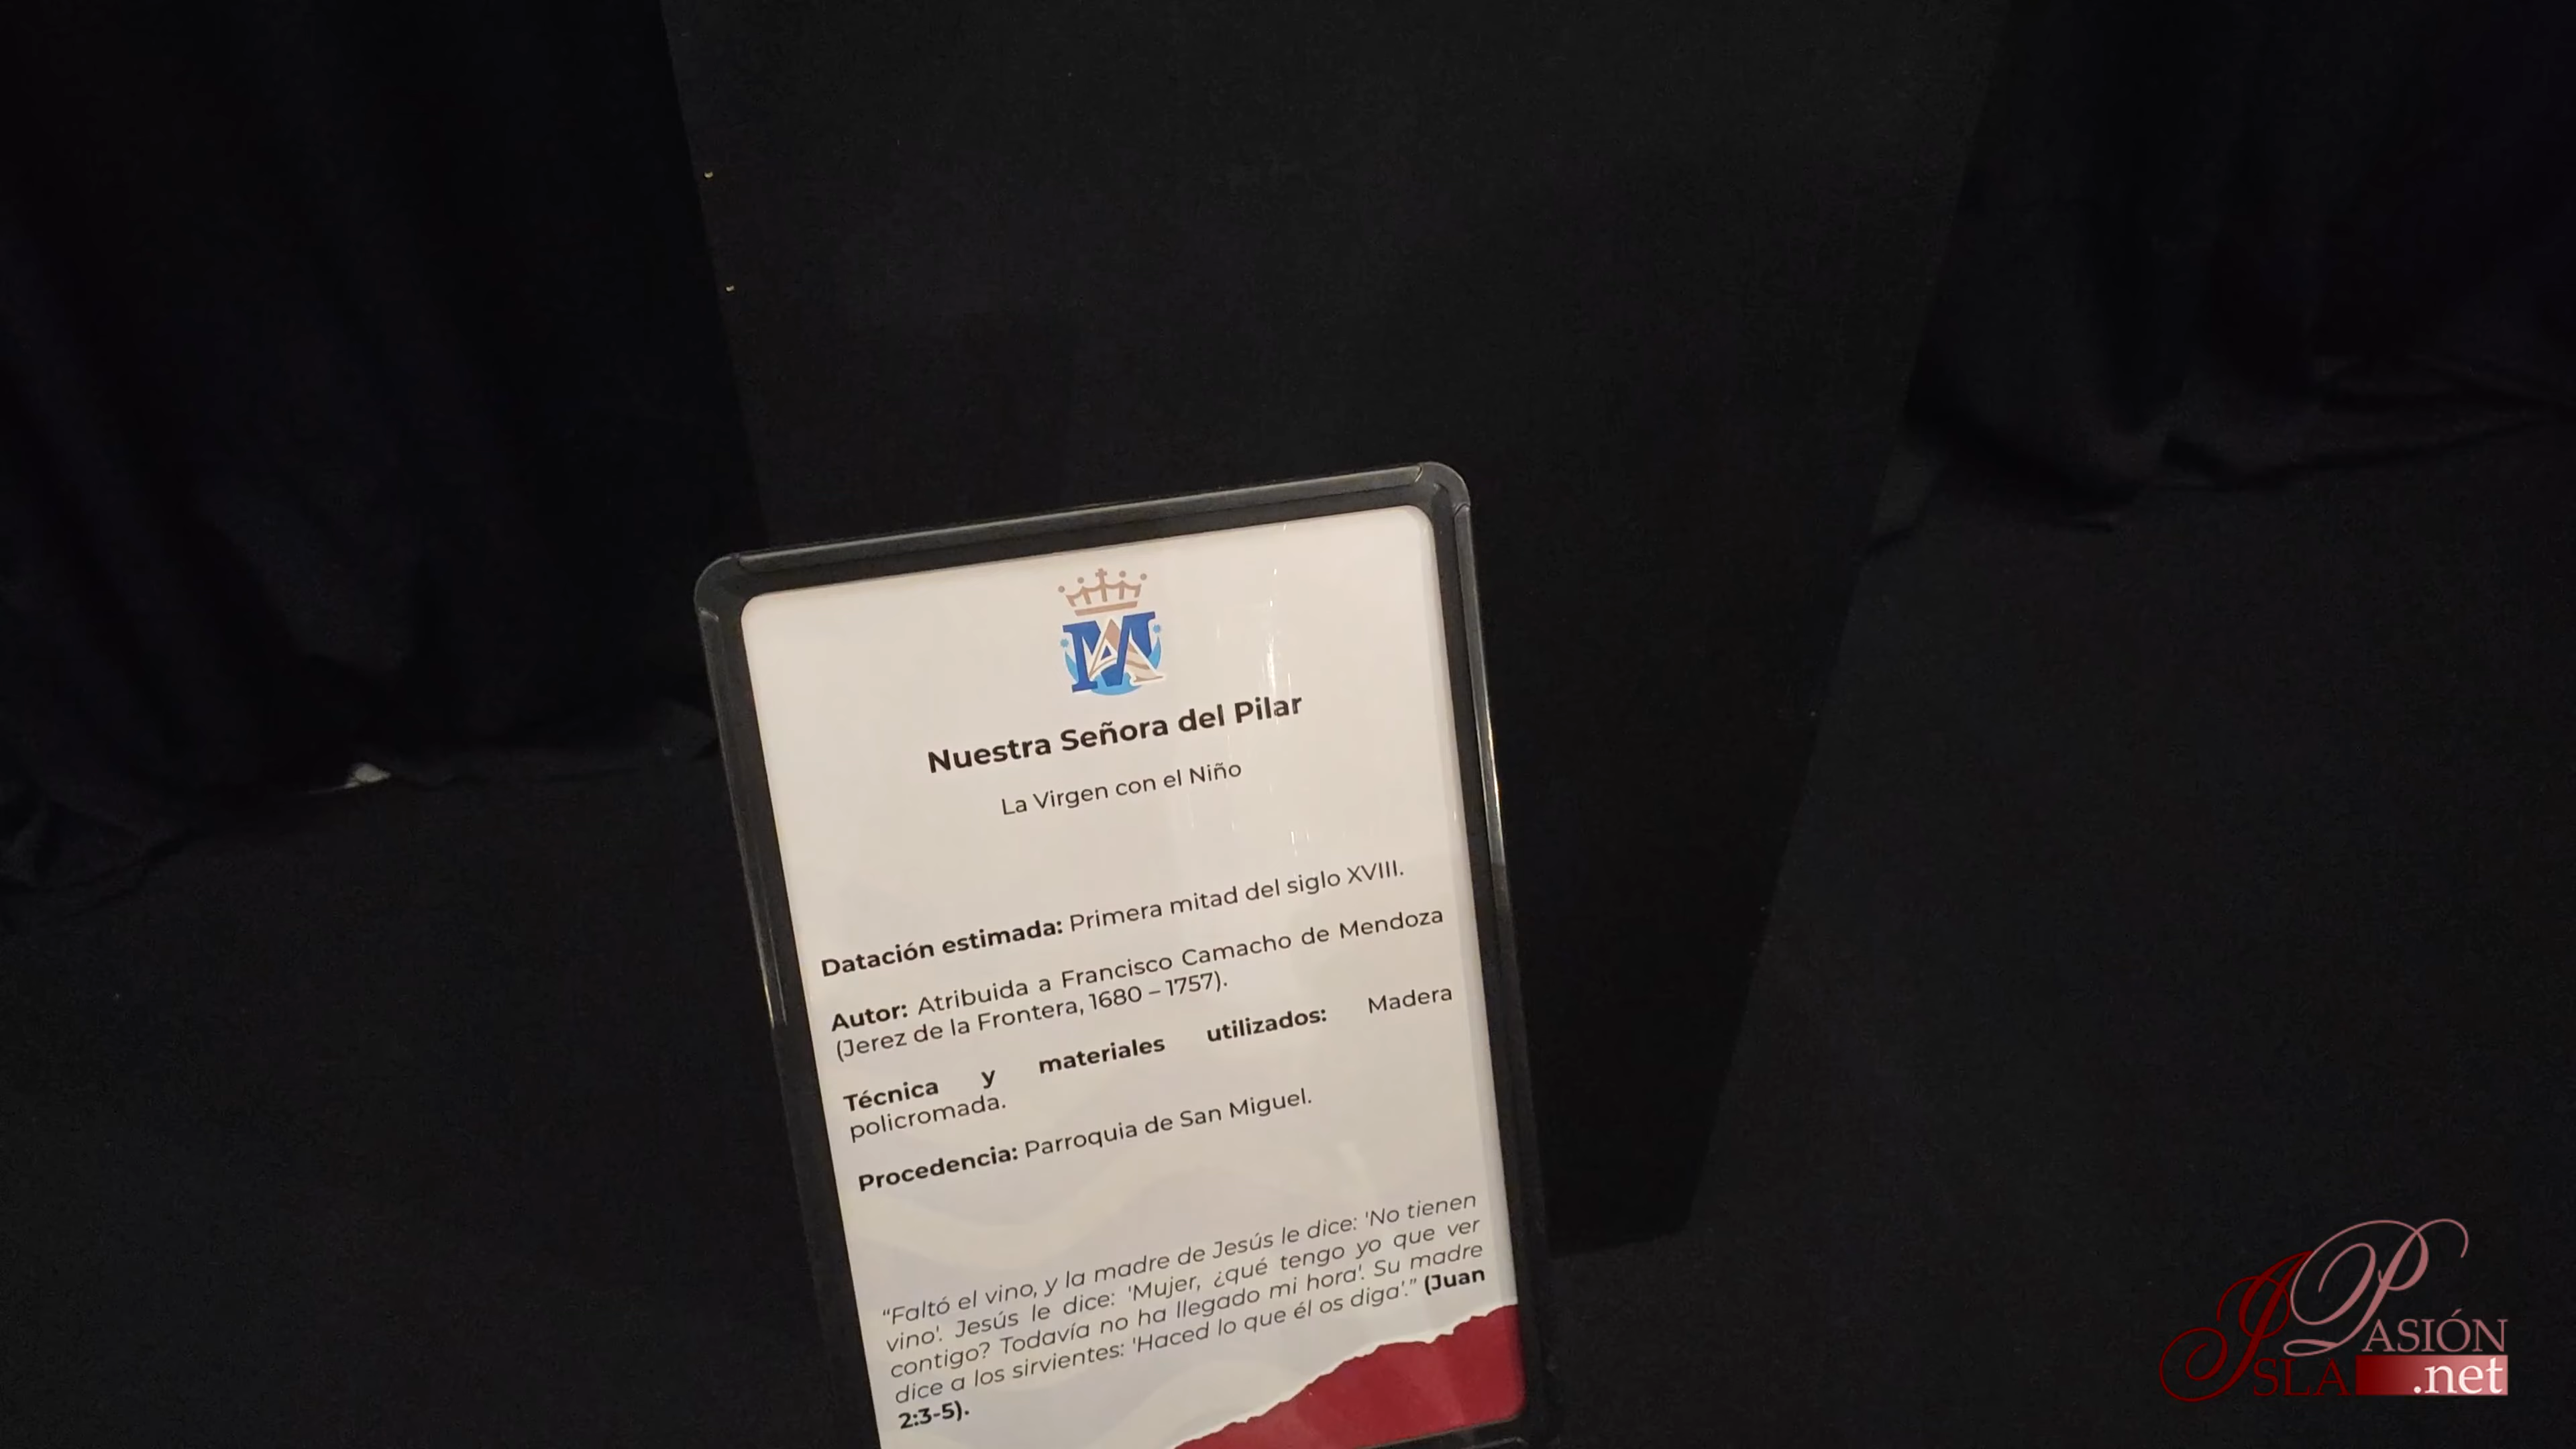 MA
Nuestra Señora del Pilar
La Virgen con el Niño
Datación estimada: Primera mitad del siglo XVIII.
Autor: Atribuida a Francisco Camacho de Mendoza
(Jerez de la Frontera, 1680 – 1757).
Técnica y materiales utilizados: Madera
policromada.
Procedencia: Parroquia de San Miguel.
“Faltó el vino, y la madre de Jesús le dice: 'No tienen
vino'. Jesús le dice: 'Mujer, ¿qué tengo yo que ver
contigo? Todavía no ha llegado mi hora'. Su madre
dice a los sirvientes: 'Haced lo que él os diga'.” (Juan
2:3-5).
PASIÓN
ISLA .net